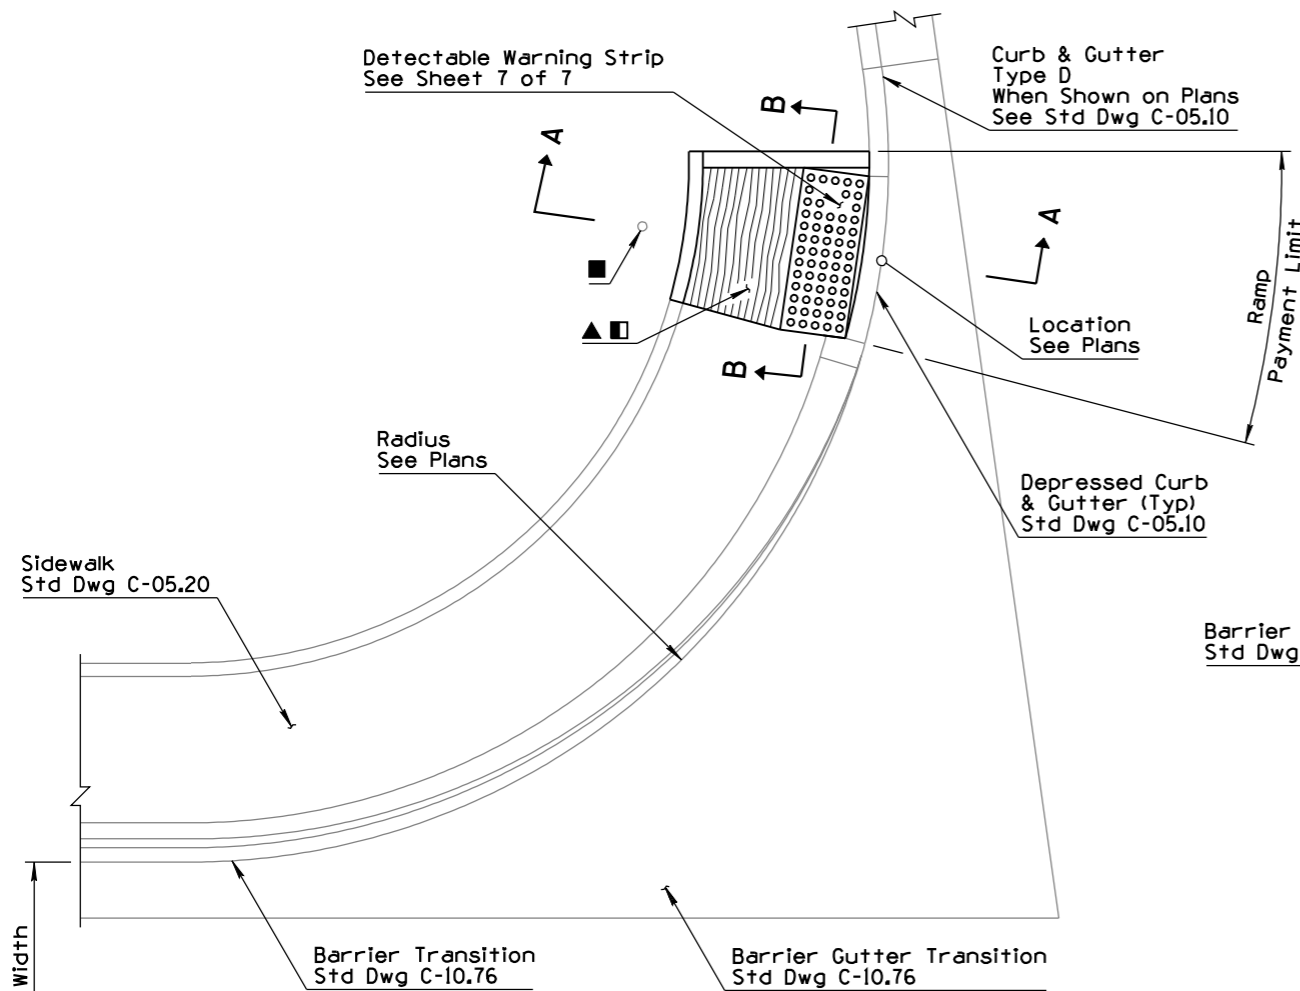 Detectable Warning Strip
See Sheet 7 of 7
Curb & Gutter
Type D
When Shown on Plans
See Std Dwg C-05.10
B
A
A
Ramp
Payment Limit
Location
See Plans
B
Radius
See Plans
Depressed Curb
& Gutter (Typ)
Std Dwg C-05.10
Sidewalk
Std Dwg C-05.20
Barrier
Std Dwg
Width
Barrier Transition
Std Dwg C-10.76
Barrier Gutter Transition
Std Dwg C-10.76